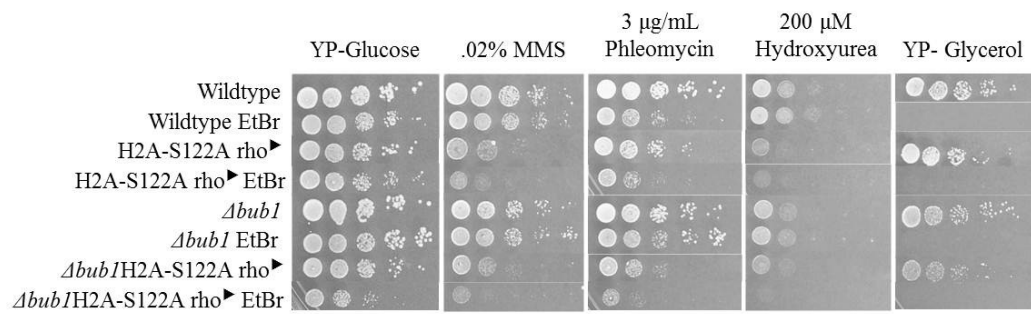 YP-Glucose
.02% MMS
3 µg/mL
Phleomycin
200 µM
Hydroxyurea
YP- Glycerol
Wildtype
Wildtype EtBr
H2A-S122A rho►
H2A-S122A rho► EtBr
Δbub1
Δbub1 EtBr
Δbub1H2A-S122A rho►
Δbub1H2A-S122A rho► EtBr